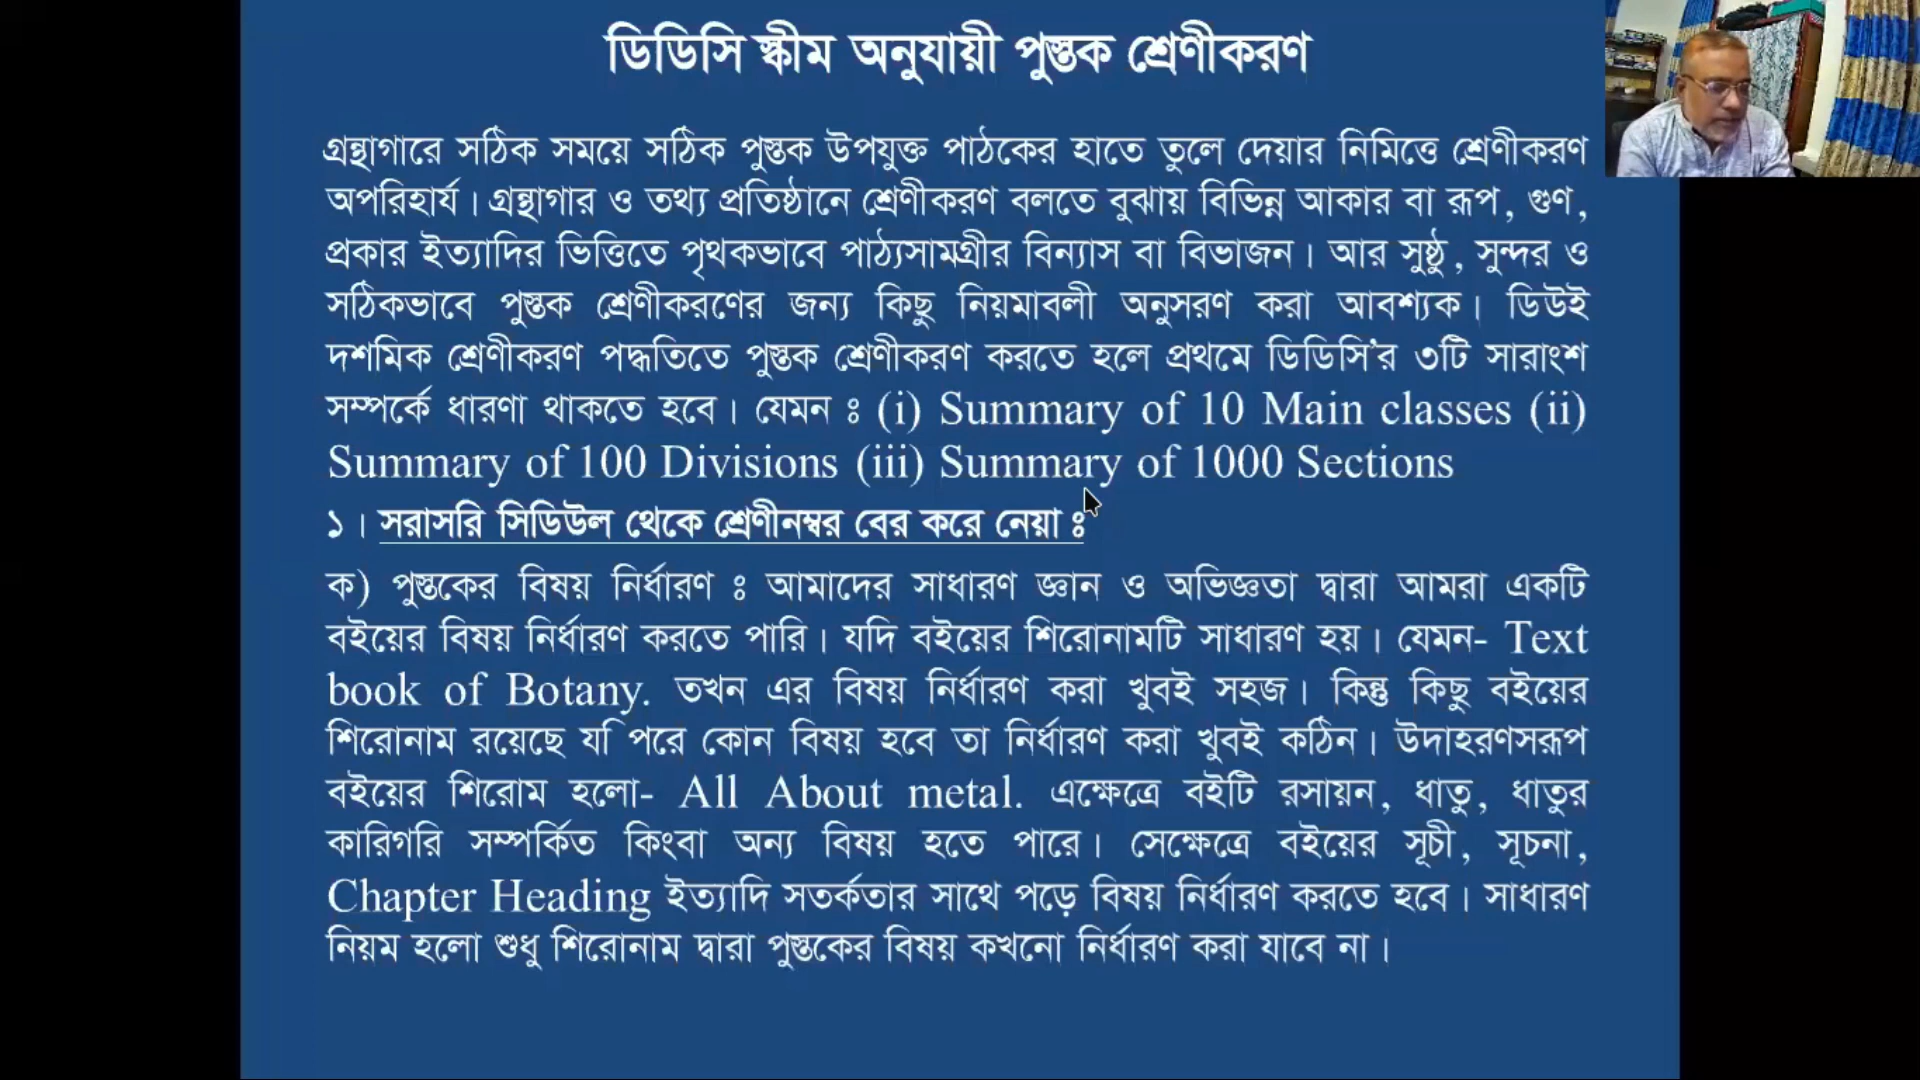 ডিডিসি স্কীম অনুযায়ী পুস্তক শ্রেণীকরণ
গ্রন্থাগারে সঠিক সময়ে সঠিক পুস্তক উপযুক্ত পাঠকের হাতে তুলে দেয়ার নিমিত্তে শ্রেণীকরণ
অপরিহার্য। গ্রন্থাগার ও তথ্য প্রতিষ্ঠানে শ্রেণীকরণ বলতে বুঝায় বিভিন্ন আকার বা রূপ, গুণ,
প্রকার ইত্যাদির ভিত্তিতে পৃথকভাবে পাঠ্যসামগ্রীর বিন্যাস বা বিভাজন। আর সুষ্ঠু, সুন্দর ও
সঠিকভাবে পুস্তক শ্রেণীকরণের জন্য কিছু নিয়মাবলী অনুসরণ করা আবশ্যক। ডিউই
দশমিক শ্রেণীকরণ পদ্ধতিতে পুস্তক শ্রেণীকরণ করতে হলে প্রথমে ডিডিসি’র ৩টি সারাংশ
সম্পর্কে ধারণা থাকতে হবে। যেমন ঃ (i) Summary of 10 Main classes (ii)
Summary of 100 Divisions (iii) Summary of 1000 Sections
১। সরাসরি সিডিউল থেকে শ্রেণীনম্বর বের করে নেয়া ঃ
ক) পুস্তকের বিষয় নির্ধারণ ঃ আমাদের সাধারণ জ্ঞান ও অভিজ্ঞতা দ্বারা আমরা একটি
বইয়ের বিষয় নির্ধারণ করতে পারি। যদি বইয়ের শিরোনামটি সাধারণ হয়। যেমন- Text
book of Botany. তখন এর বিষয় নির্ধারণ করা খুবই সহজ। কিন্তু কিছু বইয়ের
শিরোনাম রয়েছে যা পিরে কোন বিষয় হবে তা নির্ধারণ করা খুবই কঠিন। উদাহরণসরূপ
বইয়ের শিরোম হলো- All About metal. এক্ষেত্রে বইটি রসায়ন, ধাতু, ধাতুর
কারিগরি সম্পর্কিত কিংবা অন্য বিষয় হতে পারে। সেক্ষেত্রে বইয়ের সূচী, সূচনা,
Chapter Heading ইত্যাদি সতর্কতার সাথে পড়ে বিষয় নির্ধারণ করতে হবে। সাধারণ
নিয়ম হলো শুধু শিরোনাম দ্বারা পুস্তকের বিষয় কখনো নির্ধারণ করা যাবে না।